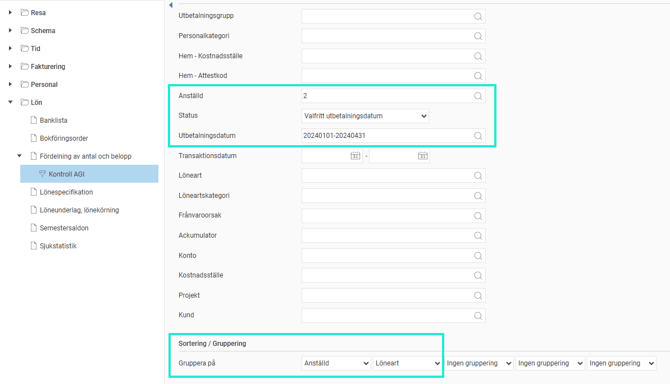 Resa
Schema
Tid
Fakturering
Personal
Lön
Banklista
Bokföringsorder
Fördelning av antal och belopp
Kontroll AGI
Lönespecifikation
Löneunderlag, lönekörning
Semestersaldon
Sjukstatistik
Utbetalningsgrupp
Personalkategori
Hem - Kostnadsställe
Hem - Attestkod
Anställd 2
Status Valfritt utbetalningsdatum
Utbetalningsdatum 20240101-20240431
Transaktionsdatum -
Löneart
Löneartskategori
Frånvaroorsak
Ackumulator
Konto
Kostnadsställe
Projekt
Kund
Sortering / Gruppering
Gruppera på Anställd Löneart Ingen gruppering Ingen gruppering Ingen gruppering